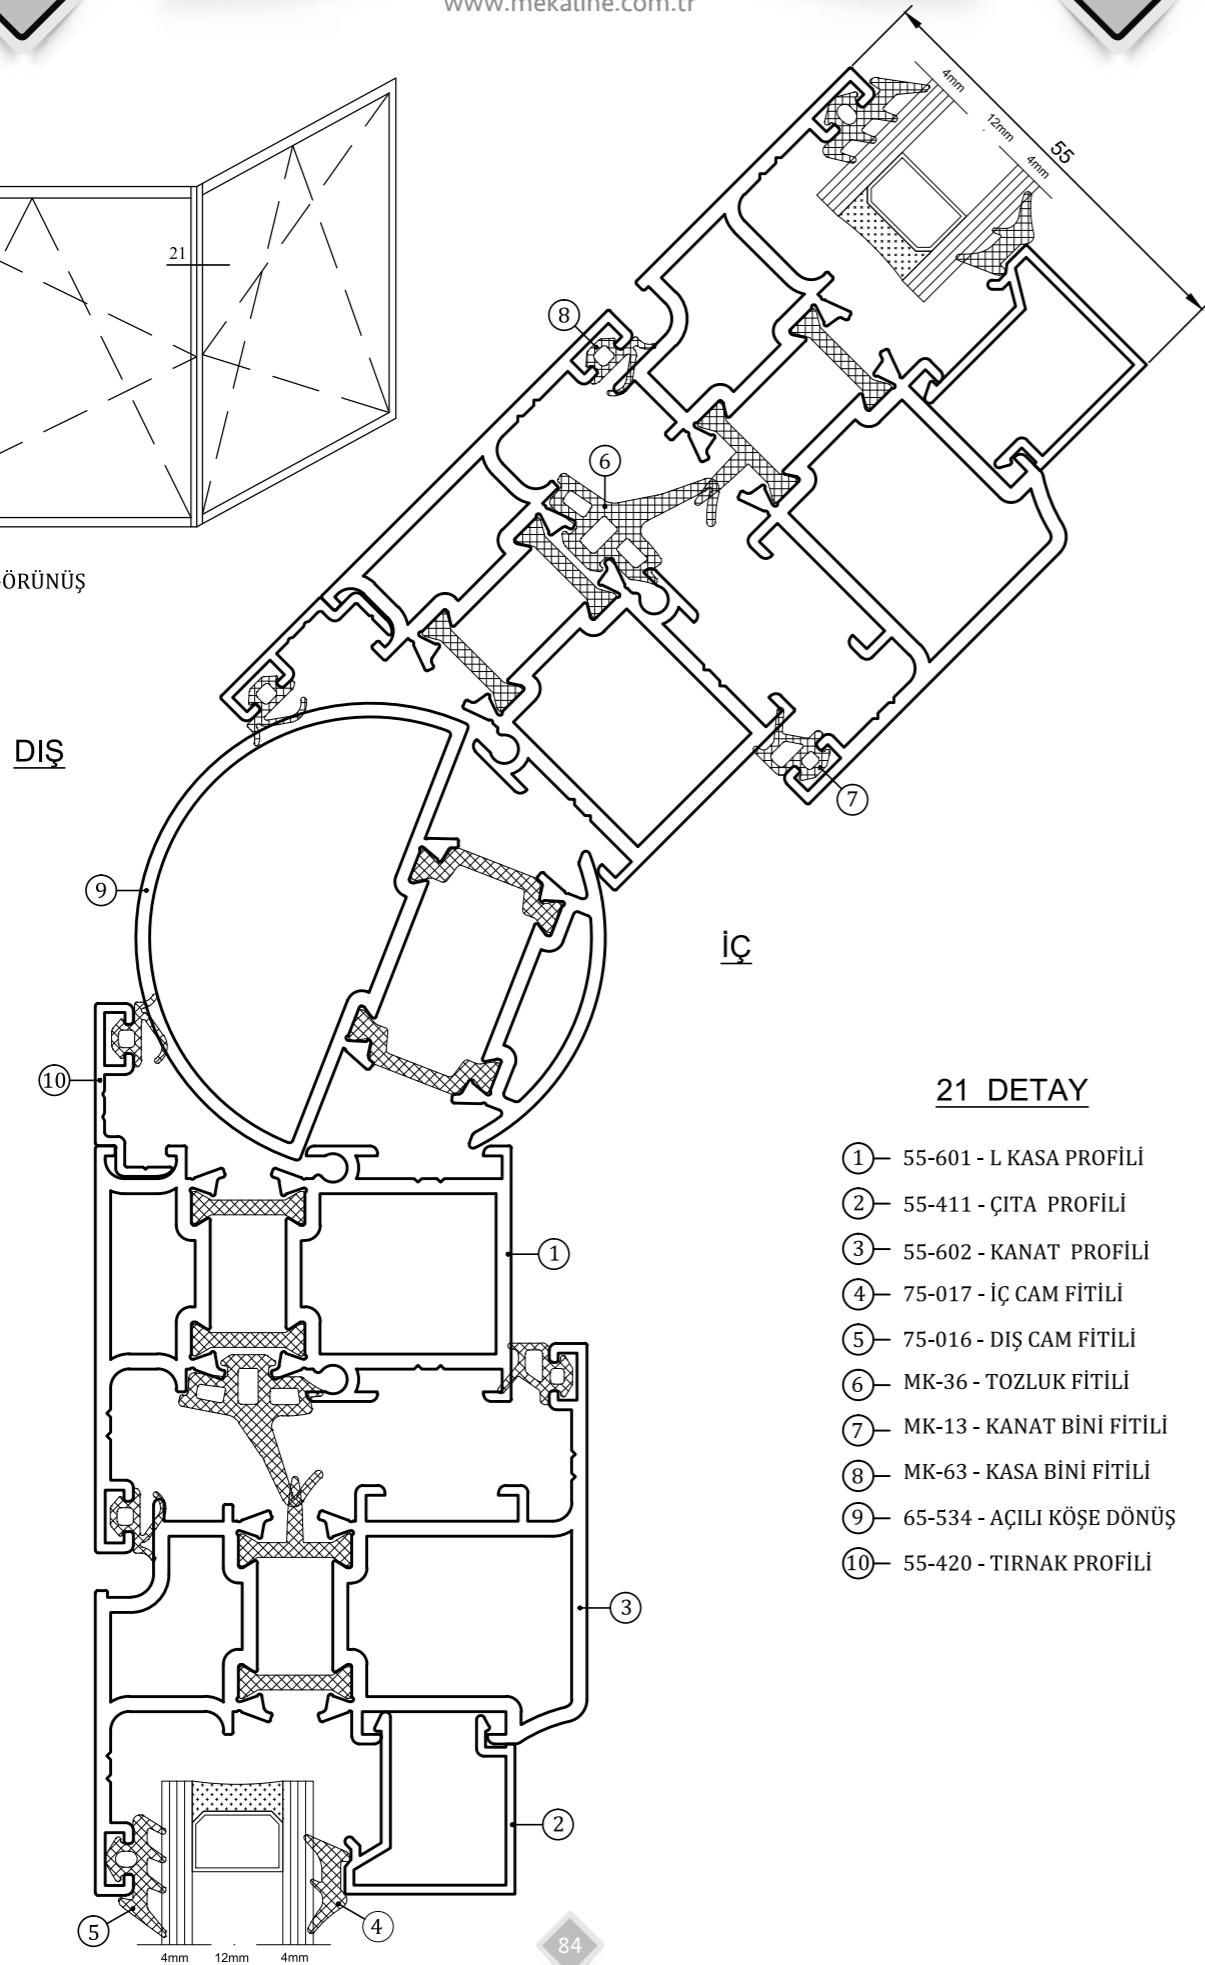 www.mekaline.com.tr
4mm
12mm
4mm
55
21
8
6
DIŞ
7
9
İÇ
10
21 DETAY
1 55-601 - L KASA PROFİLİ
2 55-411 - ÇITA PROFİLİ
3 55-602 - KANAT PROFİLİ
4 75-017 - İÇ CAM FİTİLİ
5 75-016 - DIŞ CAM FİTİLİ
6 MK-36 - TOZLUK FİTİLİ
7 MK-13 - KANAT BİNİ FİTİLİ
8 MK-63 - KASA BİNİ FİTİLİ
9 65-534 - AÇILI KÖŞE DÖNÜŞ
10 55-420 - TIRNAK PROFİLİ
1
3
2
5
4
4mm 12mm 4mm
84